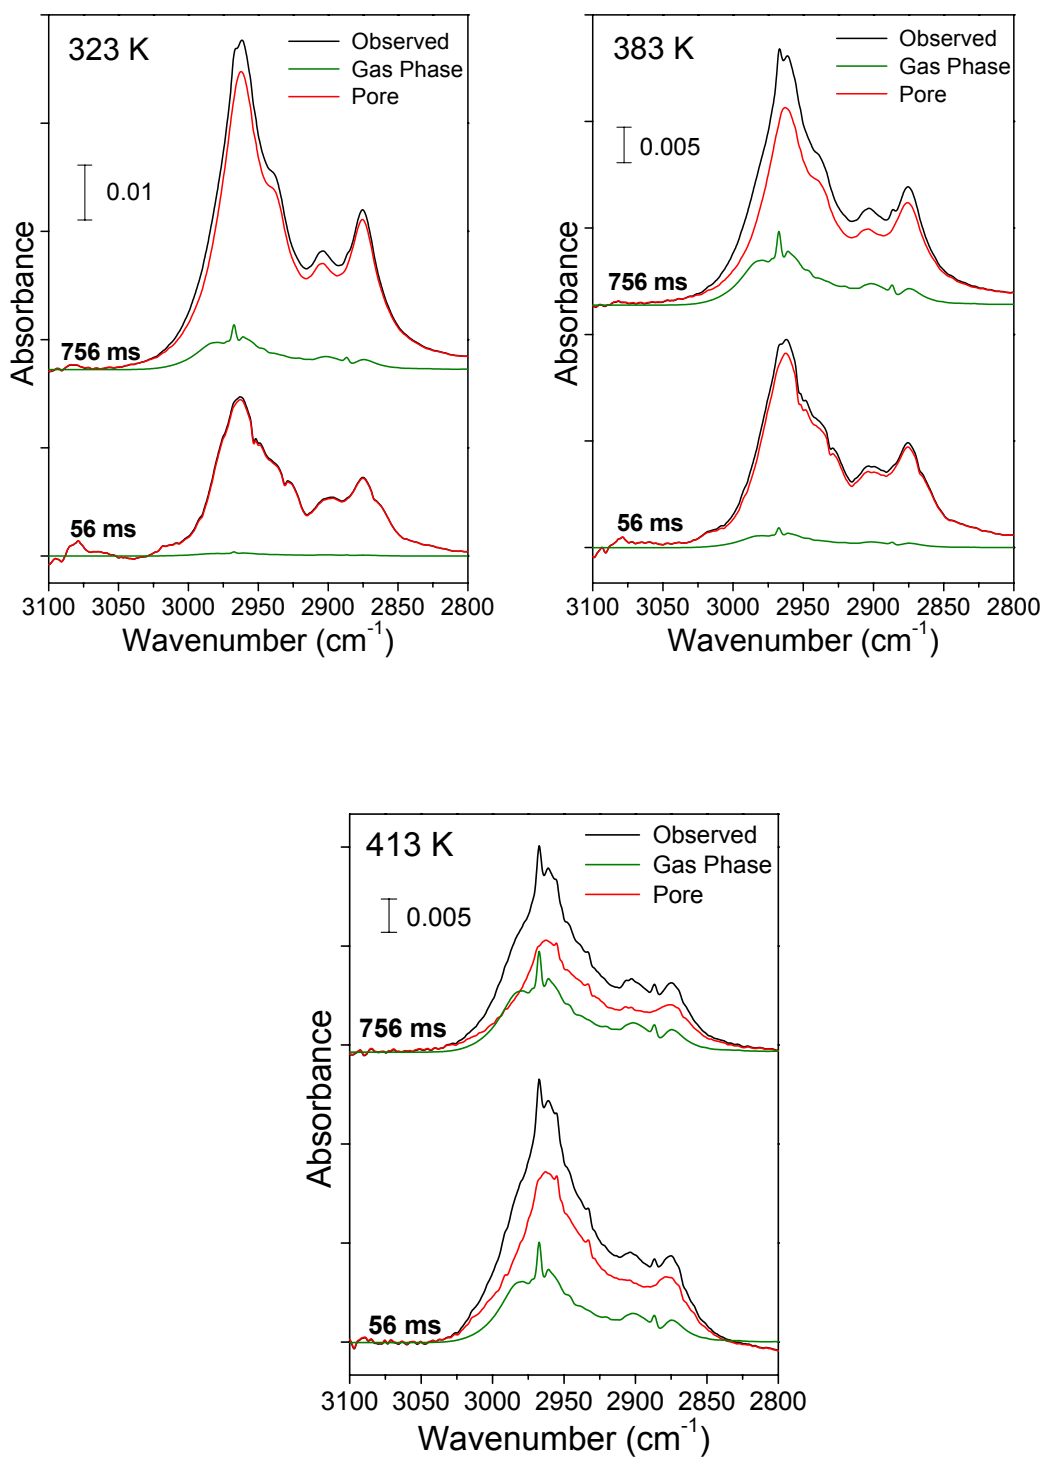 323 K
Observed
Gas Phase
Pore
0.01
756 ms
56 ms
Absorbance
3100 3050 3000 2950 2900 2850 2800
Wavenumber (cm⁻¹)
383 K
Observed
Gas Phase
Pore
0.005
756 ms
56 ms
Absorbance
3100 3050 3000 2950 2900 2850 2800
Wavenumber (cm⁻¹)
413 K
Observed
Gas Phase
Pore
0.005
756 ms
56 ms
Absorbance
3100 3050 3000 2950 2900 2850 2800
Wavenumber (cm⁻¹)